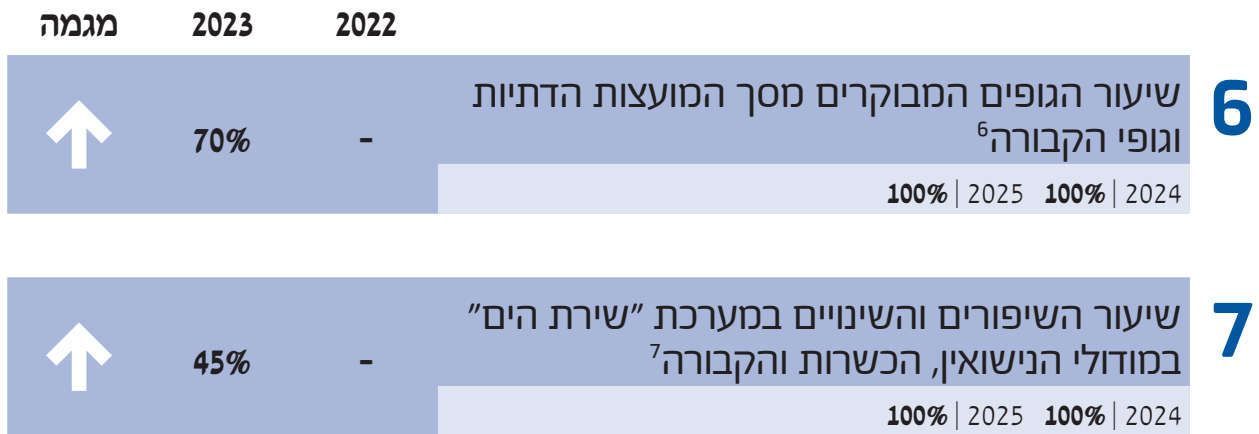 2022 2023 מגמה
6 שיעור הגופים המבוקרים מסך המועצות הדתיות
וגופי הקבורה⁶ – 70%
2024 | 100% 2025 | 100%
7 שיעור השיפורים והשינויים במערכת "שירת הים"
במודולי הנישואין, הכשרות והקבורה⁷ – 45%
2024 | 100% 2025 | 100%